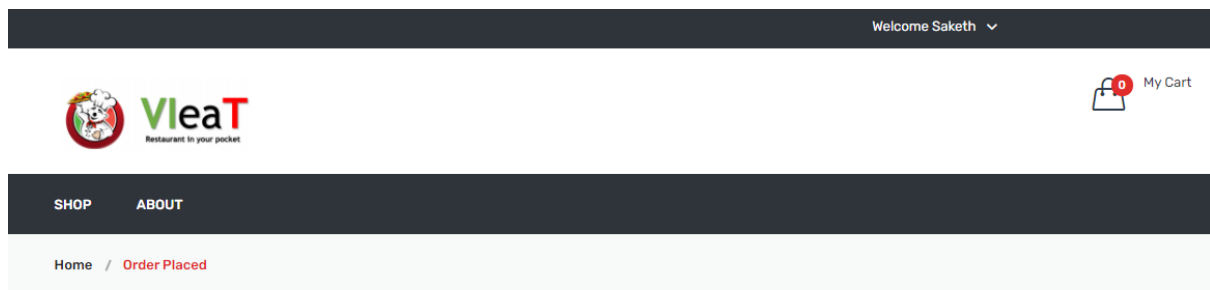 Welcome Saketh
0
My Cart
VIeaT
Restaurant in your pocket
SHOP ABOUT
Home / Order Placed